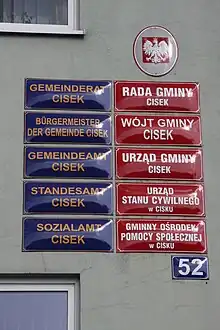 GEMEINDERAT
CISEK
RADA GMINY
CISEK
BÜRGERMEISTER
DER GEMEINDE CISEK
WÓJT GMINY
CISEK
GEMEINDEAMT
CISEK
URZĄD GMINY
CISEK
STANDESAMT
CISEK
URZĄD
STANU CYWILNEGO
w CISKU
SOZIALAMT
CISEK
GMINNY OŚRODEK
POMOCY SPOŁECZNEJ
w CISKU
52